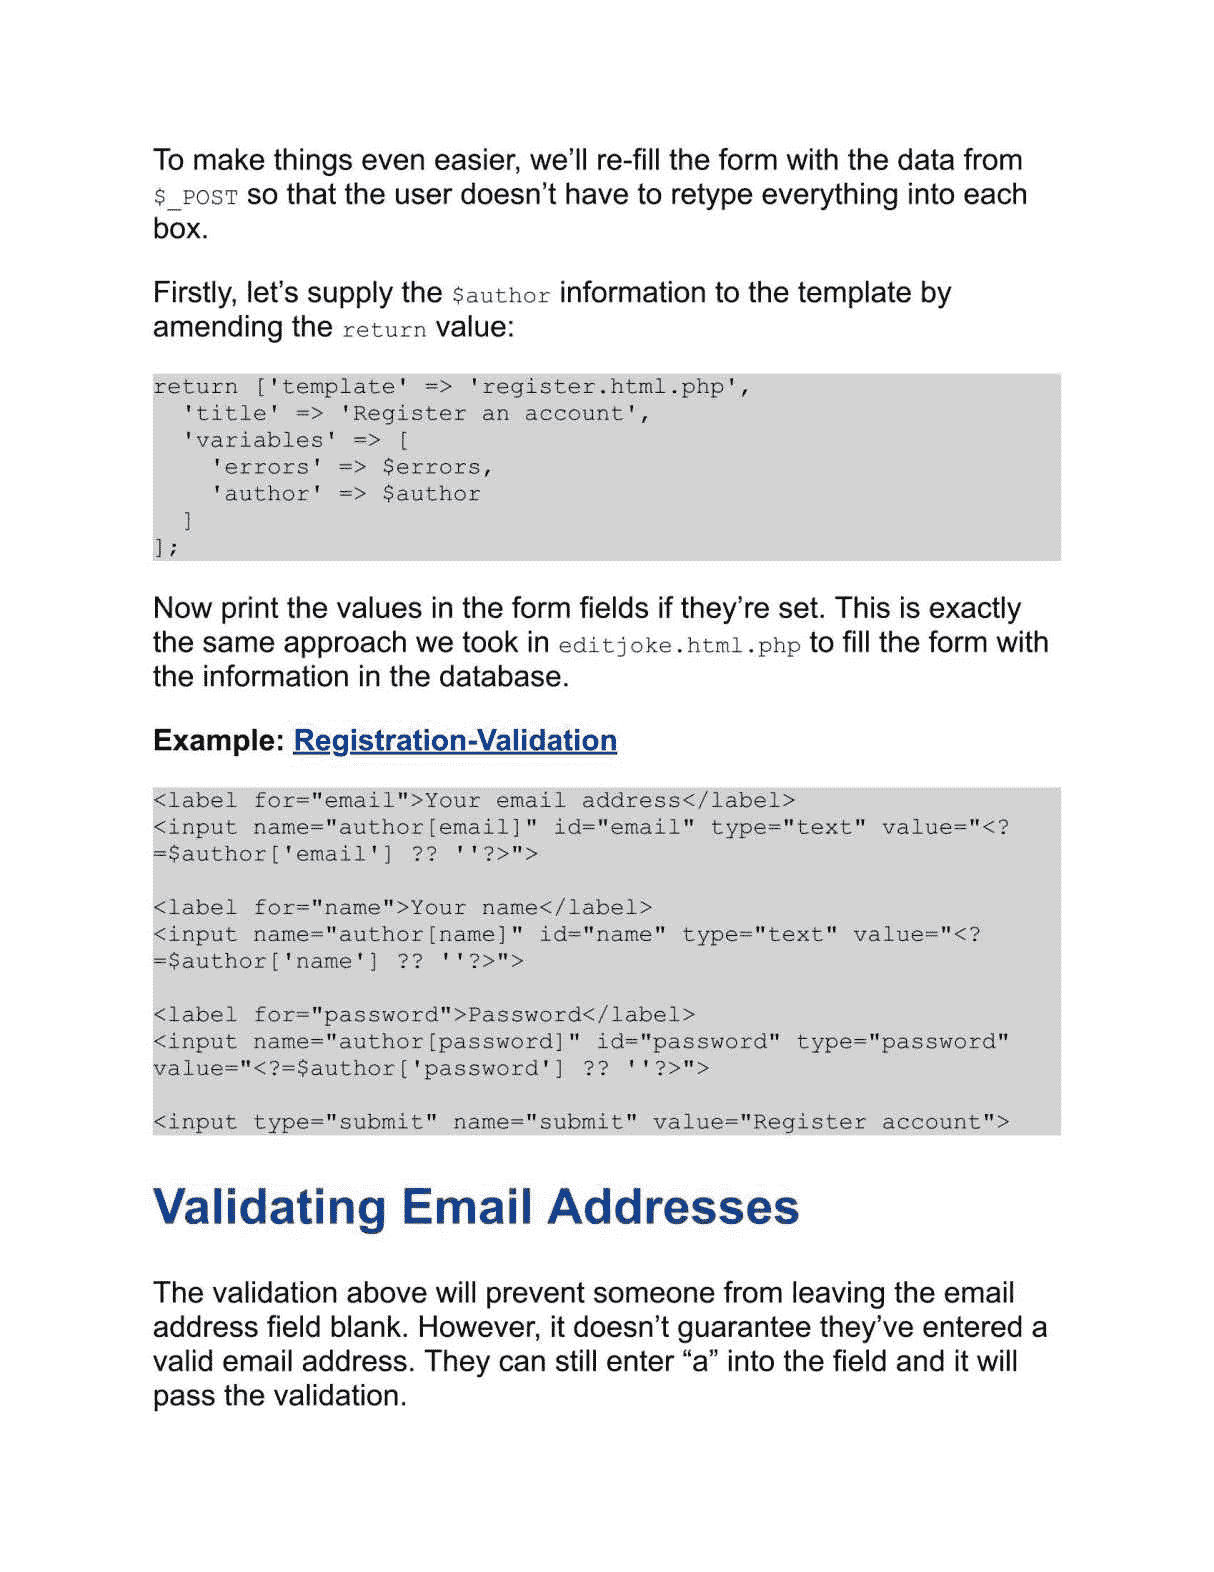 To make things even easier, we’ll re-fill the form with the data from
$_POST so that the user doesn’t have to retype everything into each
box.
Firstly, let’s supply the $author information to the template by
amending the return value:
return ['template' => 'register.html.php',
  'title' => 'Register an account',
  'variables' => [
    'errors' => $errors,
    'author' => $author
  ]
];
Now print the values in the form fields if they’re set. This is exactly
the same approach we took in editjoke.html.php to fill the form with
the information in the database.
Example: Registration-Validation
<label for="email">Your email address</label>
<input name="author[email]" id="email" type="text" value="<?
=$author['email'] ?? ''?>">
<label for="name">Your name</label>
<input name="author[name]" id="name" type="text" value="<?
=$author['name'] ?? ''?>">
<label for="password">Password</label>
<input name="author[password]" id="password" type="password"
value="<?=$author['password'] ?? ''?>">
<input type="submit" name="submit" value="Register account">
Validating Email Addresses
The validation above will prevent someone from leaving the email
address field blank. However, it doesn’t guarantee they’ve entered a
valid email address. They can still enter “a” into the field and it will
pass the validation.